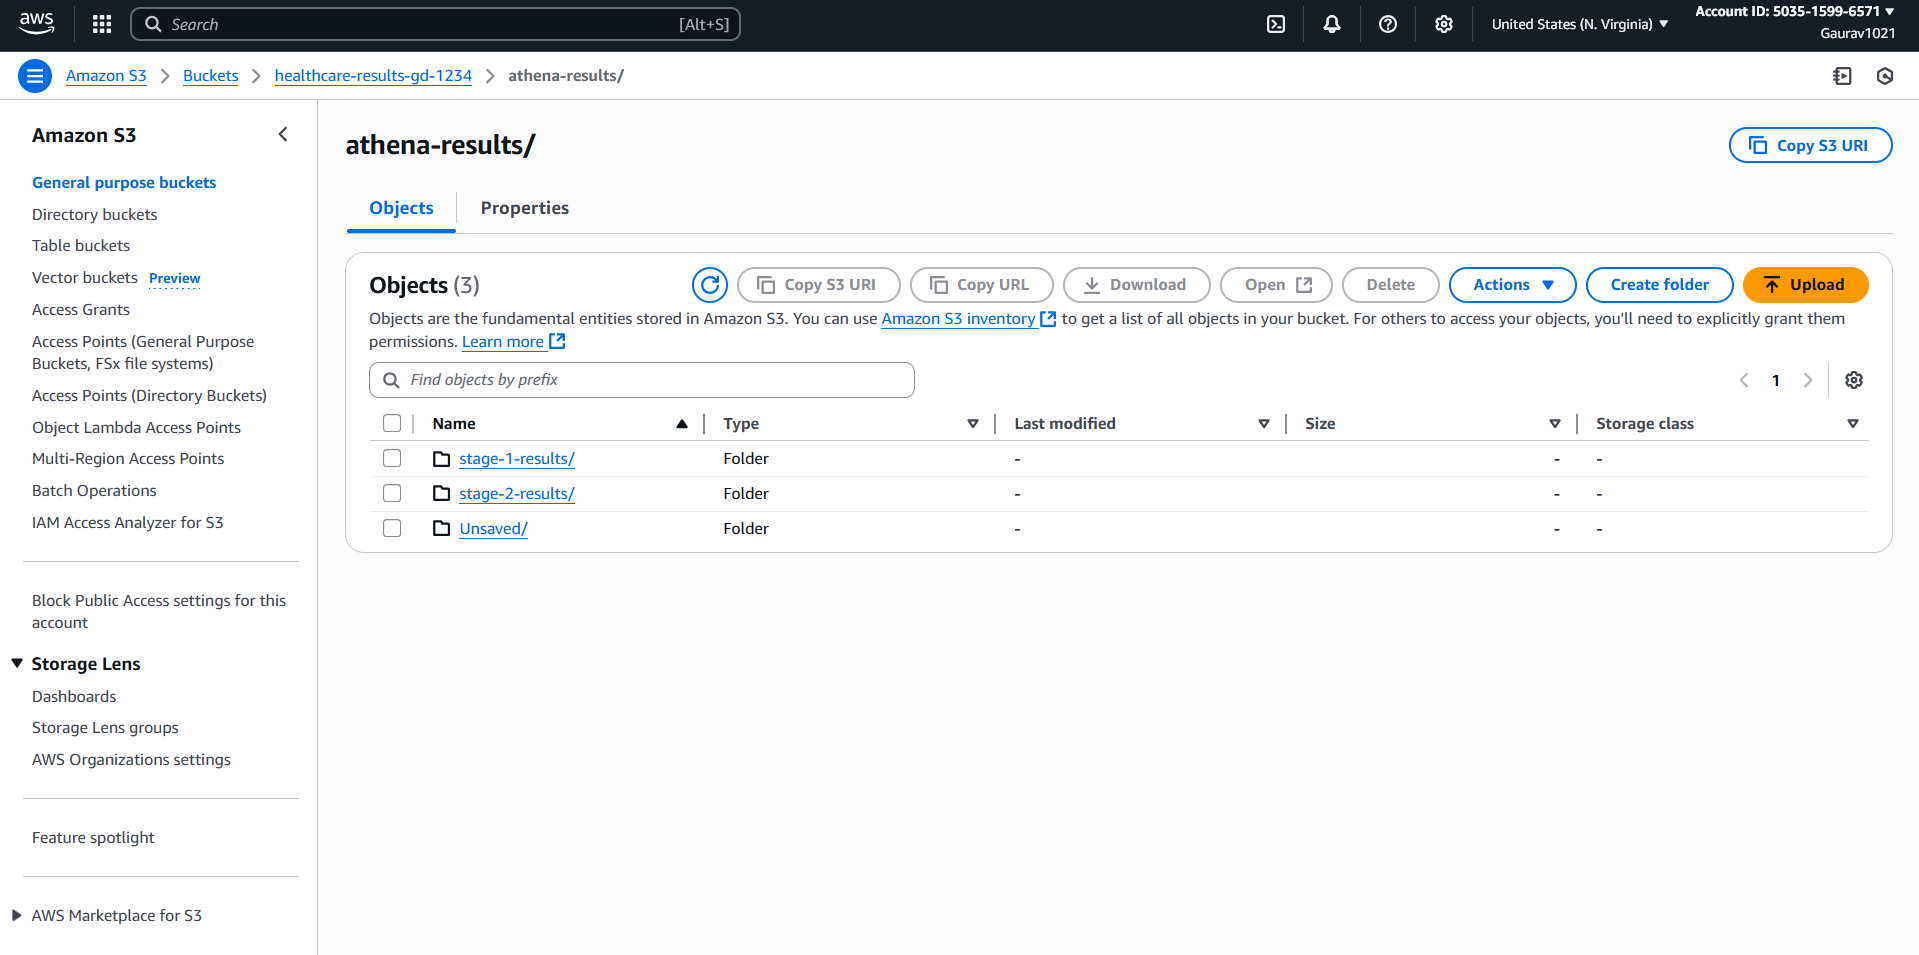 aws
Search
[Alt+S]
United States (N. Virginia)
Account ID: 5035-1599-6571
Gaurav1021
Amazon S3
Buckets
healthcare-results-gd-1234
athena-results/
Amazon S3
General purpose buckets
Directory buckets
Table buckets
Vector buckets Preview
Access Grants
Access Points (General Purpose
Buckets, FSx file systems)
Access Points (Directory Buckets)
Object Lambda Access Points
Multi-Region Access Points
Batch Operations
IAM Access Analyzer for S3
Block Public Access settings for this
account
Storage Lens
Dashboards
Storage Lens groups
AWS Organizations settings
Feature spotlight
AWS Marketplace for S3
athena-results/
Copy S3 URI
Objects
Properties
Objects (3)
Copy S3 URI
Copy URL
Download
Open
Delete
Actions
Create folder
Upload
Objects are the fundamental entities stored in Amazon S3. You can use Amazon S3 inventory to get a list of all objects in your bucket. For others to access your objects, you'll need to explicitly grant them
permissions. Learn more
Find objects by prefix
1
Name Type Last modified Size Storage class
stage-1-results/ Folder - - -
stage-2-results/ Folder - - -
Unsaved/ Folder - - -